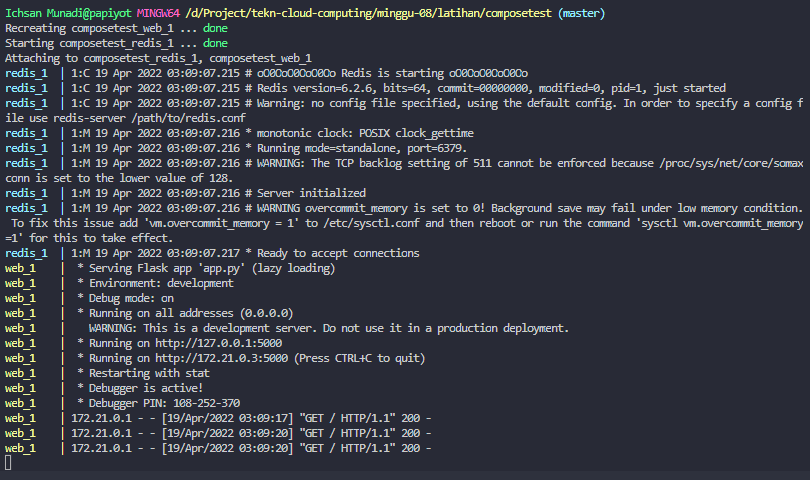 Ichsan Munadi@papiyot MINGW64 /d/Project/tekn-cloud-computing/minggu-08/latihan/composetest (master)
Recreating composetest_web_1 ... done
Starting composetest_redis_1 ... done
Attaching to composetest_redis_1, composetest_web_1
redis_1  | 1:C 19 Apr 2022 03:09:07.215 # oO0OoO0OoO0Oo Redis is starting oO0OoO0OoO0Oo
redis_1  | 1:C 19 Apr 2022 03:09:07.215 # Redis version=6.2.6, bits=64, commit=00000000, modified=0, pid=1, just started
redis_1  | 1:C 19 Apr 2022 03:09:07.215 # Warning: no config file specified, using the default config. In order to specify a config f
ile use redis-server /path/to/redis.conf
redis_1  | 1:M 19 Apr 2022 03:09:07.216 * monotonic clock: POSIX clock_gettime
redis_1  | 1:M 19 Apr 2022 03:09:07.216 * Running mode=standalone, port=6379.
redis_1  | 1:M 19 Apr 2022 03:09:07.216 # WARNING: The TCP backlog setting of 511 cannot be enforced because /proc/sys/net/core/somax
conn is set to the lower value of 128.
redis_1  | 1:M 19 Apr 2022 03:09:07.216 # Server initialized
redis_1  | 1:M 19 Apr 2022 03:09:07.216 # WARNING overcommit_memory is set to 0! Background save may fail under low memory condition.
 To fix this issue add 'vm.overcommit_memory = 1' to /etc/sysctl.conf and then reboot or run the command 'sysctl vm.overcommit_memory
=1' for this to take effect.
redis_1  | 1:M 19 Apr 2022 03:09:07.217 * Ready to accept connections
web_1    |  * Serving Flask app 'app.py' (lazy loading)
web_1    |  * Environment: development
web_1    |  * Debug mode: on
web_1    |  * Running on all addresses (0.0.0.0)
web_1    |    WARNING: This is a development server. Do not use it in a production deployment.
web_1    |  * Running on http://127.0.0.1:5000
web_1    |  * Running on http://172.21.0.3:5000 (Press CTRL+C to quit)
web_1    |  * Restarting with stat
web_1    |  * Debugger is active!
web_1    |  * Debugger PIN: 108-252-370
web_1    | 172.21.0.1 - - [19/Apr/2022 03:09:17] "GET / HTTP/1.1" 200 -
web_1    | 172.21.0.1 - - [19/Apr/2022 03:09:20] "GET / HTTP/1.1" 200 -
web_1    | 172.21.0.1 - - [19/Apr/2022 03:09:20] "GET / HTTP/1.1" 200 -